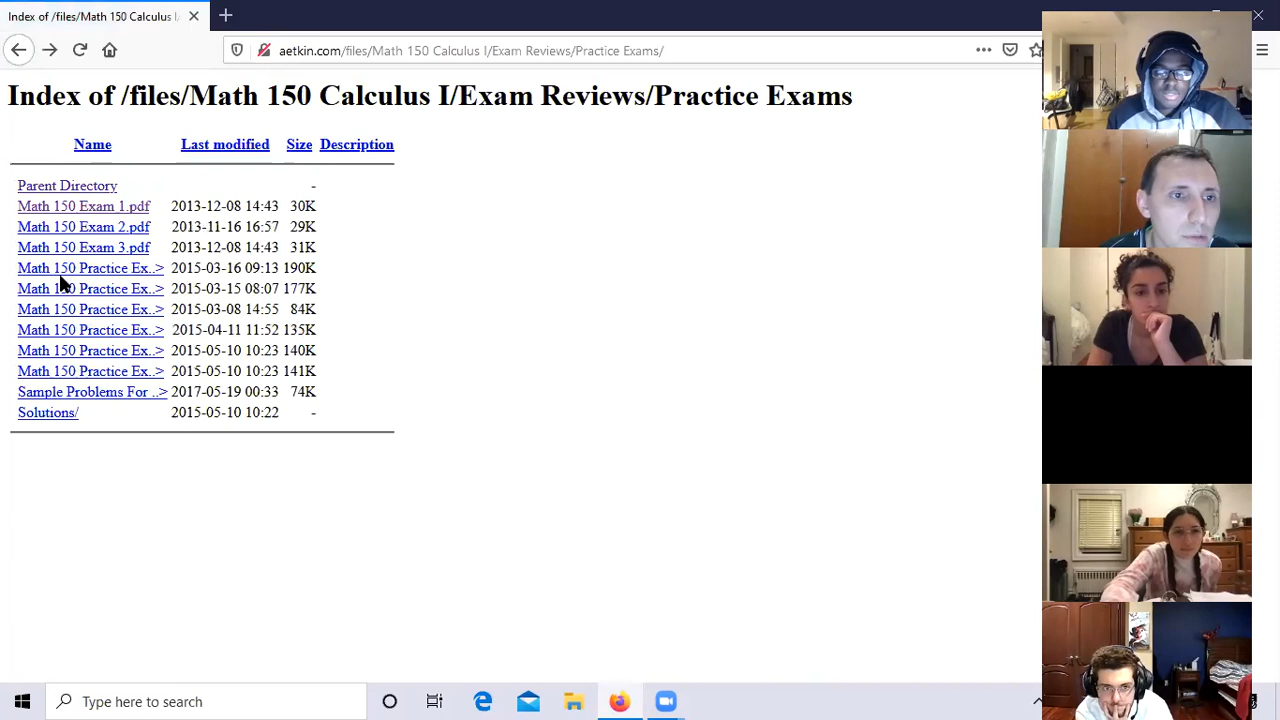 Index of /files/Math 150 Calculus I/
aetkin.com/files/Math 150 Calculus I/Exam Reviews/Practice Exams/
Index of /files/Math 150 Calculus I/Exam Reviews/Practice Exams
Name Last modified Size Description
Parent Directory -
Math 150 Exam 1.pdf 2013-12-08 14:43 30K
Math 150 Exam 2.pdf 2013-11-16 16:57 29K
Math 150 Exam 3.pdf 2013-12-08 14:43 31K
Math 150 Practice Ex..> 2015-03-16 09:13 190K
Math 150 Practice Ex..> 2015-03-15 08:07 177K
Math 150 Practice Ex..> 2015-03-08 14:55 84K
Math 150 Practice Ex..> 2015-04-11 11:52 135K
Math 150 Practice Ex..> 2015-05-10 10:23 140K
Math 150 Practice Ex..> 2015-05-10 10:23 141K
Sample Problems For ..> 2017-05-19 00:33 74K
Solutions/ 2015-05-10 10:22 -
Type here to search